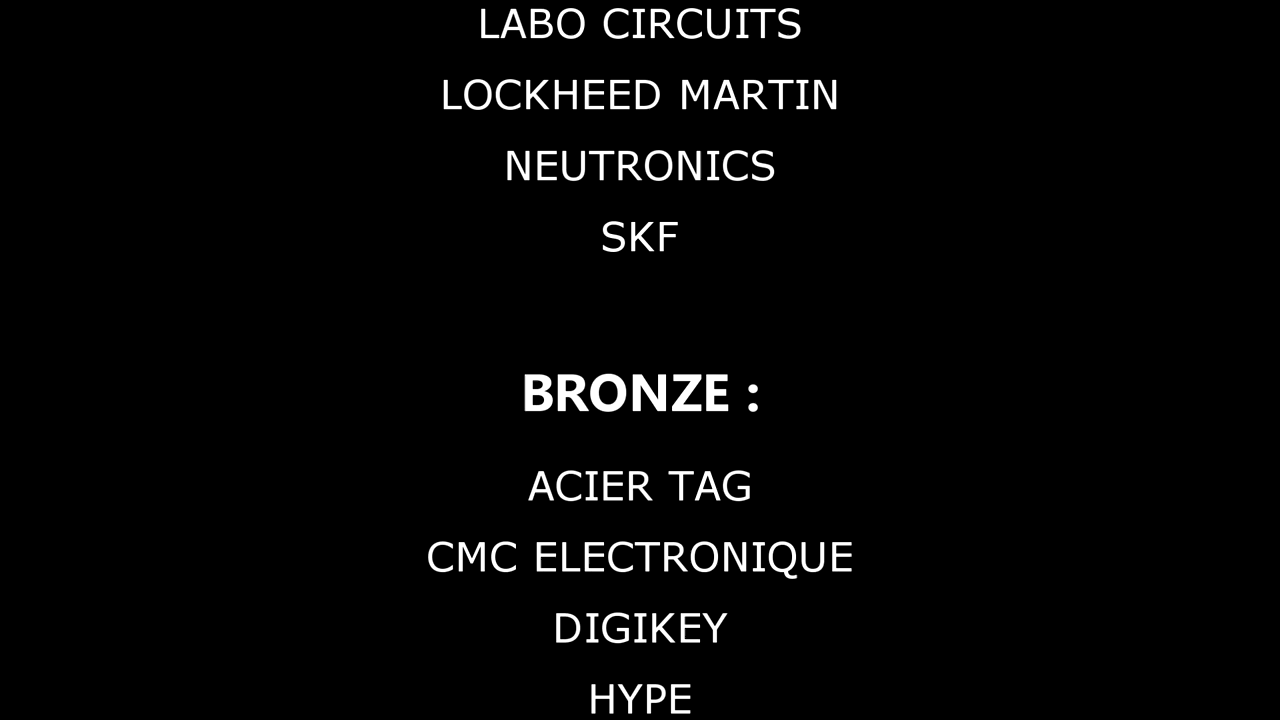 LABO CIRCUITS
LOCKHEED MARTIN
NEUTRONICS
SKF
BRONZE :
ACIER TAG
CMC ELECTRONIQUE
DIGIKEY
HYPE